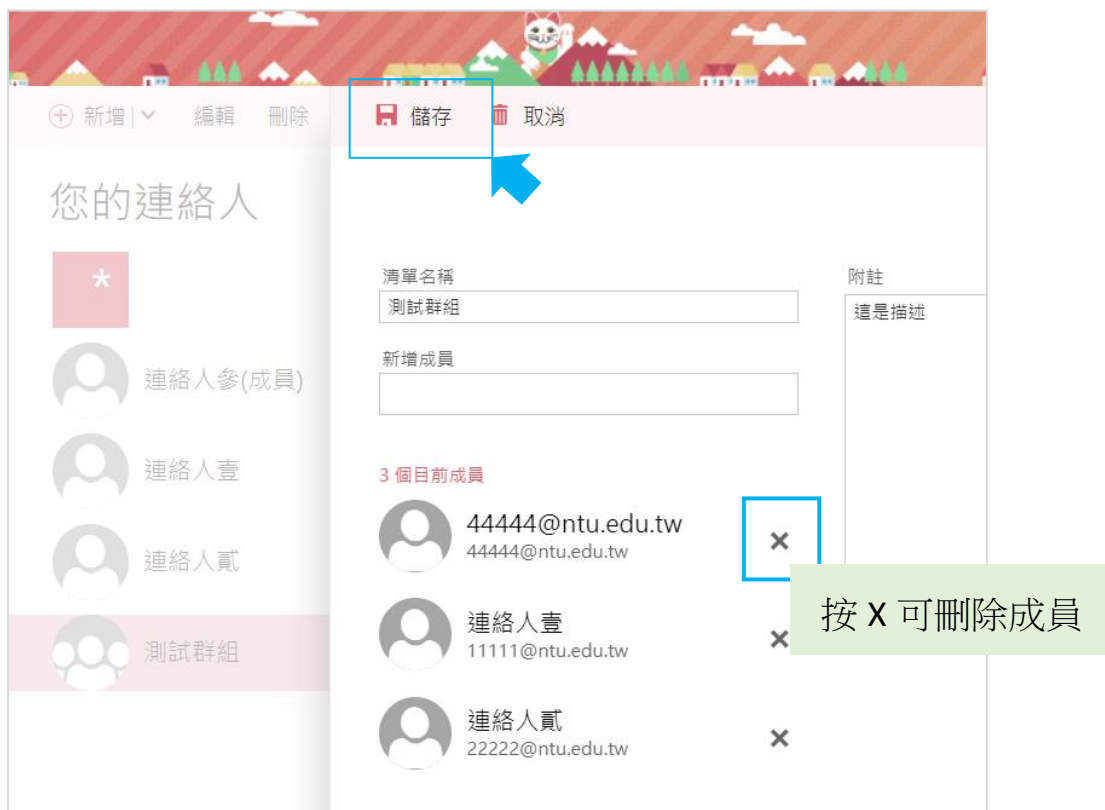 新增
編輯
刪除
儲存
取消
您的連絡人
*
連絡人參(成員)
連絡人壹
連絡人貳
測試群組
清單名稱
測試群組
新增成員
3 個目前成員
44444@ntu.edu.tw
44444@ntu.edu.tw
連絡人壹
11111@ntu.edu.tw
連絡人貳
22222@ntu.edu.tw
附註
這是描述
按 X 可刪除成員